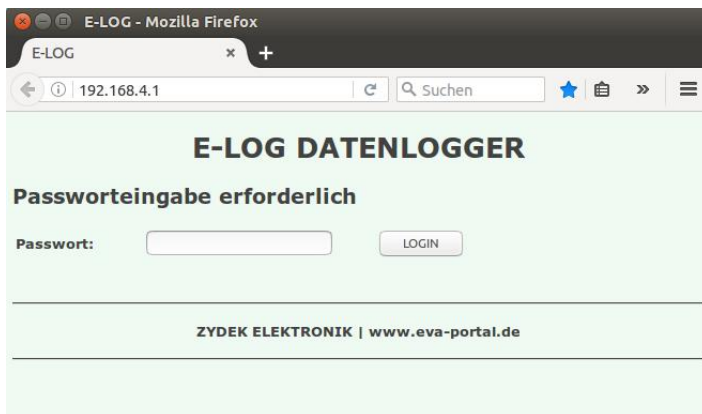 E-LOG - Mozilla Firefox
E-LOG
192.168.4.1
Suchen
E-LOG DATENLOGGER
Passworteingabe erforderlich
Passwort:
LOGIN
ZYDEK ELEKTRONIK | www.eva-portal.de